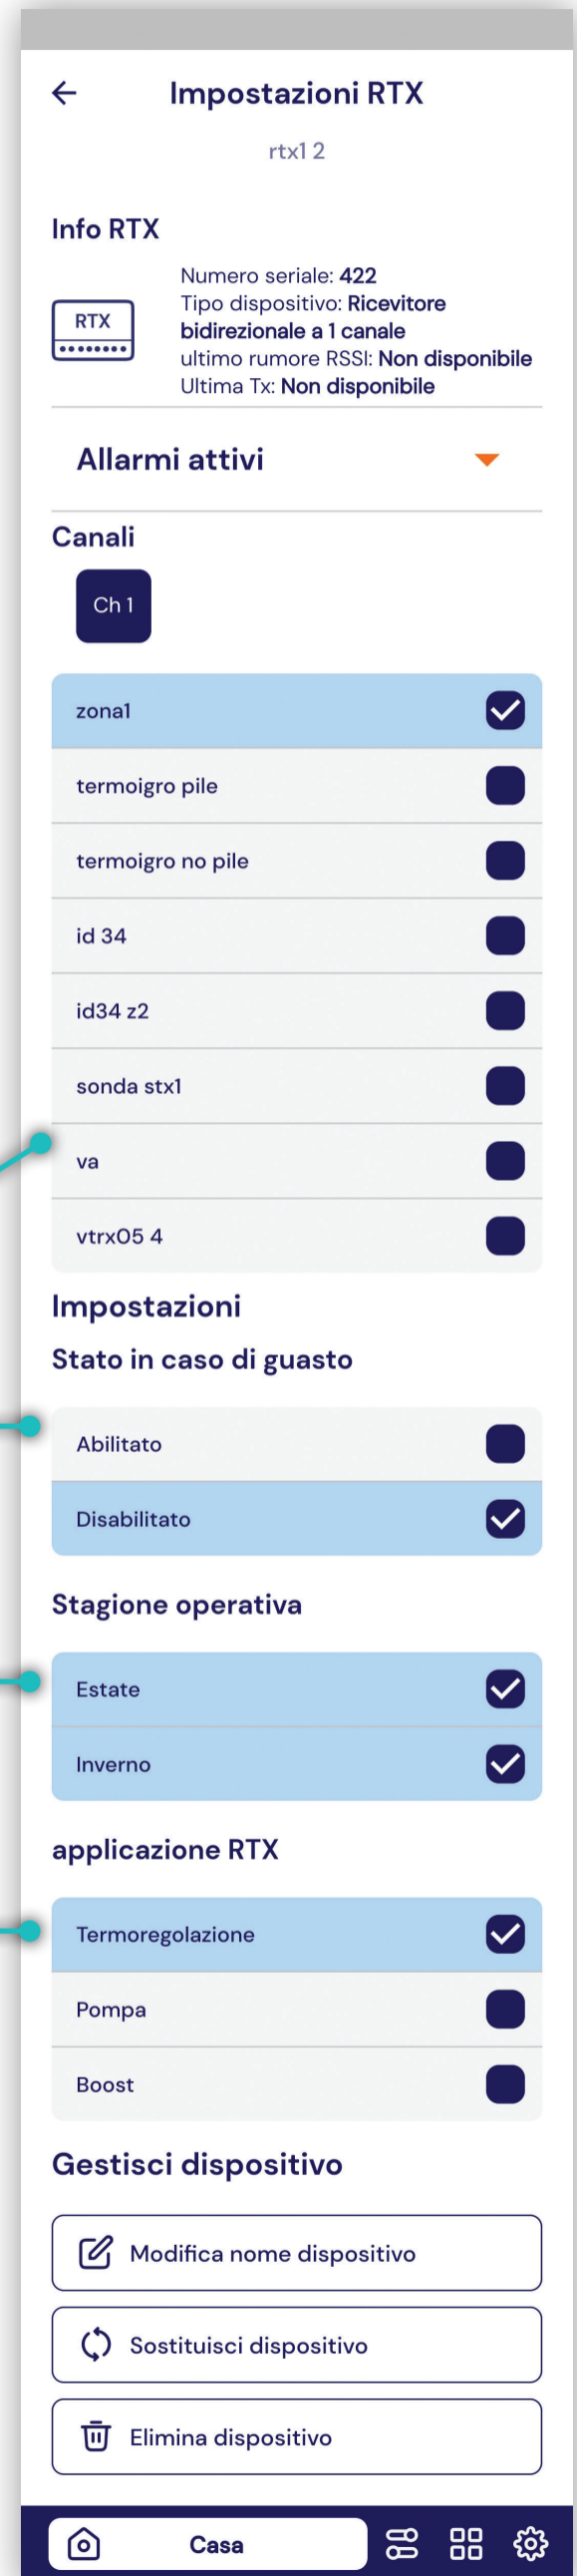 Impostazioni RTX
rtx1 2
Info RTX
RTX
Numero seriale: 422
Tipo dispositivo: Ricevitore
bidirezionale a 1 canale
ultimo rumore RSSI: Non disponibile
Ultima Tx: Non disponibile
Allarmi attivi
Canali
Ch 1
zona1
termoigro pile
termoigro no pile
id 34
id34 z2
sonda stx1
va
vtrx05 4
Impostazioni
Stato in caso di guasto
Abilitato
Disabilitato
Stagione operativa
Estate
Inverno
applicazione RTX
Termoregolazione
Pompa
Boost
Gestisci dispositivo
Modifica nome dispositivo
Sostituisci dispositivo
Elimina dispositivo
Casa